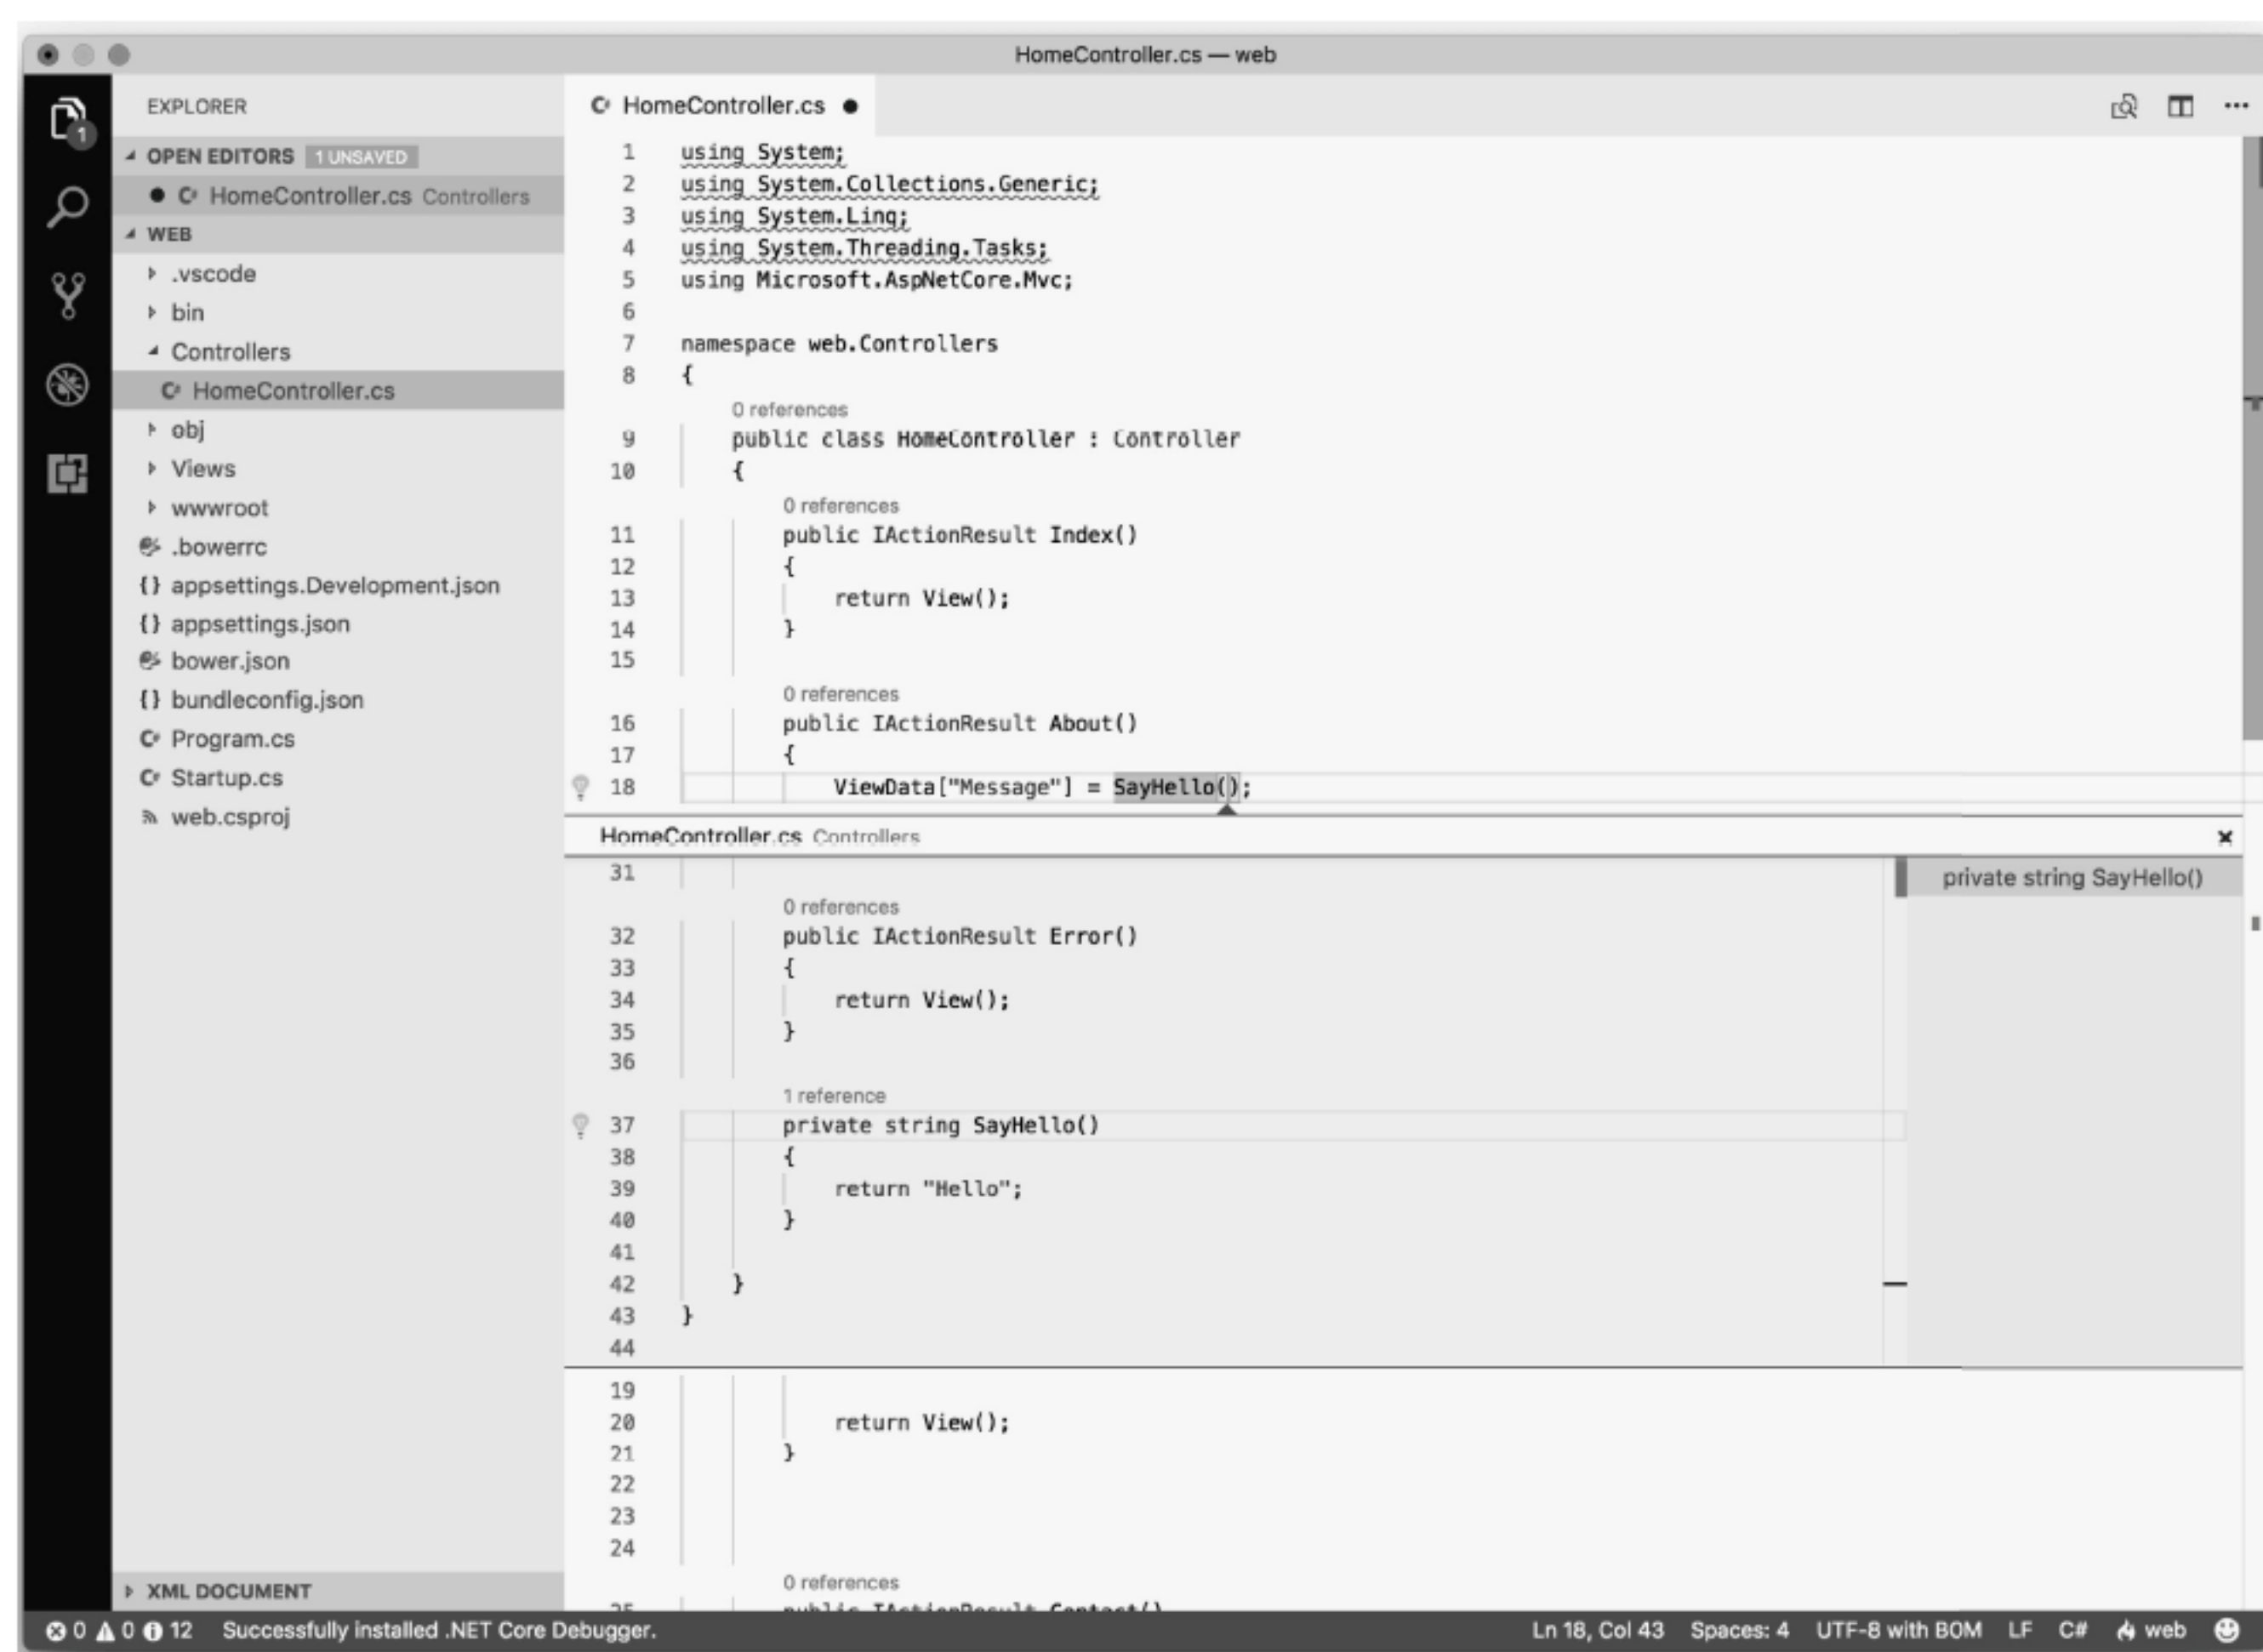 HomeController.cs — web
EXPLORER
OPEN EDITORS 1 UNSAVED
HomeController.cs Controllers
WEB
.vscode
bin
Controllers
HomeController.cs
obj
Views
wwwroot
.bowerrc
{} appsettings.Development.json
{} appsettings.json
bower.json
{} bundleconfig.json
C# Program.cs
C# Startup.cs
web.csproj
XML DOCUMENT
1
C# HomeController.cs
1 using System;
2 using System.Collections.Generic;
3 using System.Linq;
4 using System.Threading.Tasks;
5 using Microsoft.AspNetCore.Mvc;
6
7 namespace web.Controllers
8 {
0 references
9 public class HomeController : Controller
10 {
0 references
11 public IActionResult Index()
12 {
13 return View();
14 }
15
0 references
16 public IActionResult About()
17 {
18 ViewData["Message"] = SayHello();
HomeController.cs Controllers
31
0 references
32 public IActionResult Error()
33 {
34 return View();
35 }
36
1 reference
37 private string SayHello()
38 {
39 return "Hello";
40 }
41
42 }
43 }
44
private string SayHello()
19
20 return View();
21 }
22
23
24
0 references
25 public IActionResult Contact()
0 0 12 Successfully installed .NET Core Debugger.
Ln 18, Col 43 Spaces: 4 UTF-8 with BOM LF C# web